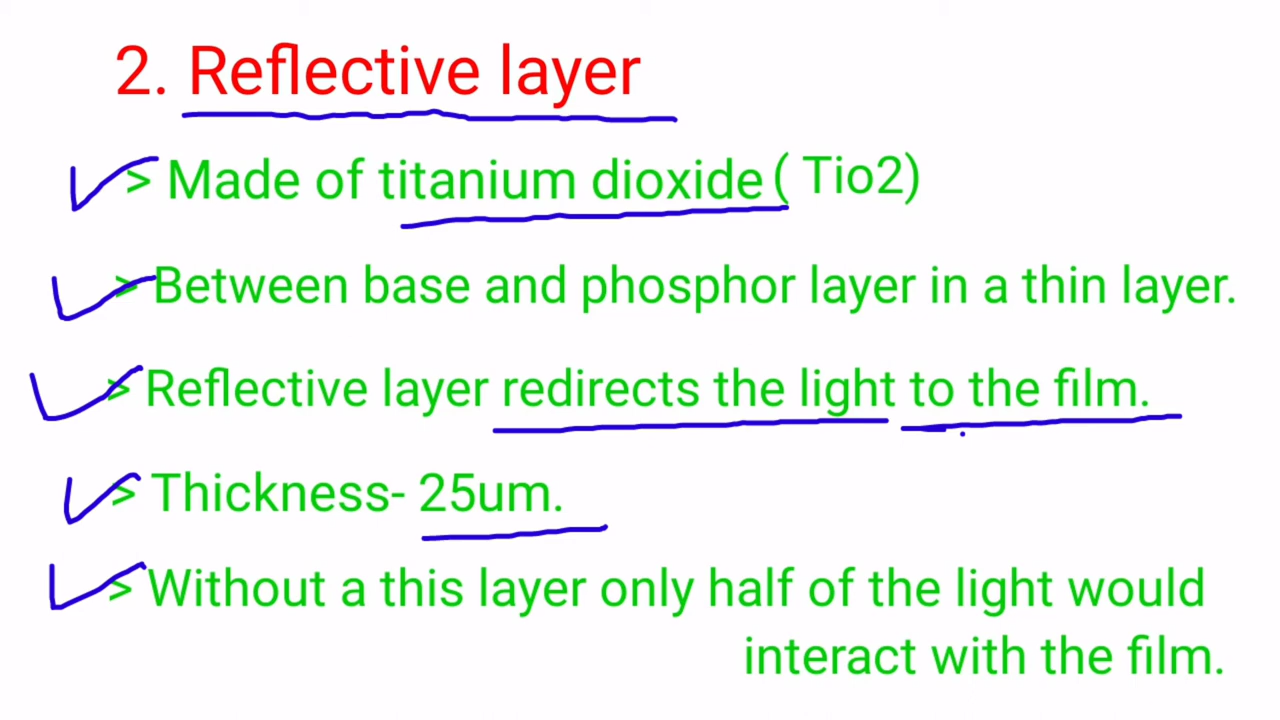 2. Reflective layer
> Made of titanium dioxide ( Tio2)
> Between base and phosphor layer in a thin layer.
> Reflective layer redirects the light to the film.
> Thickness- 25um.
> Without a this layer only half of the light would
interact with the film.